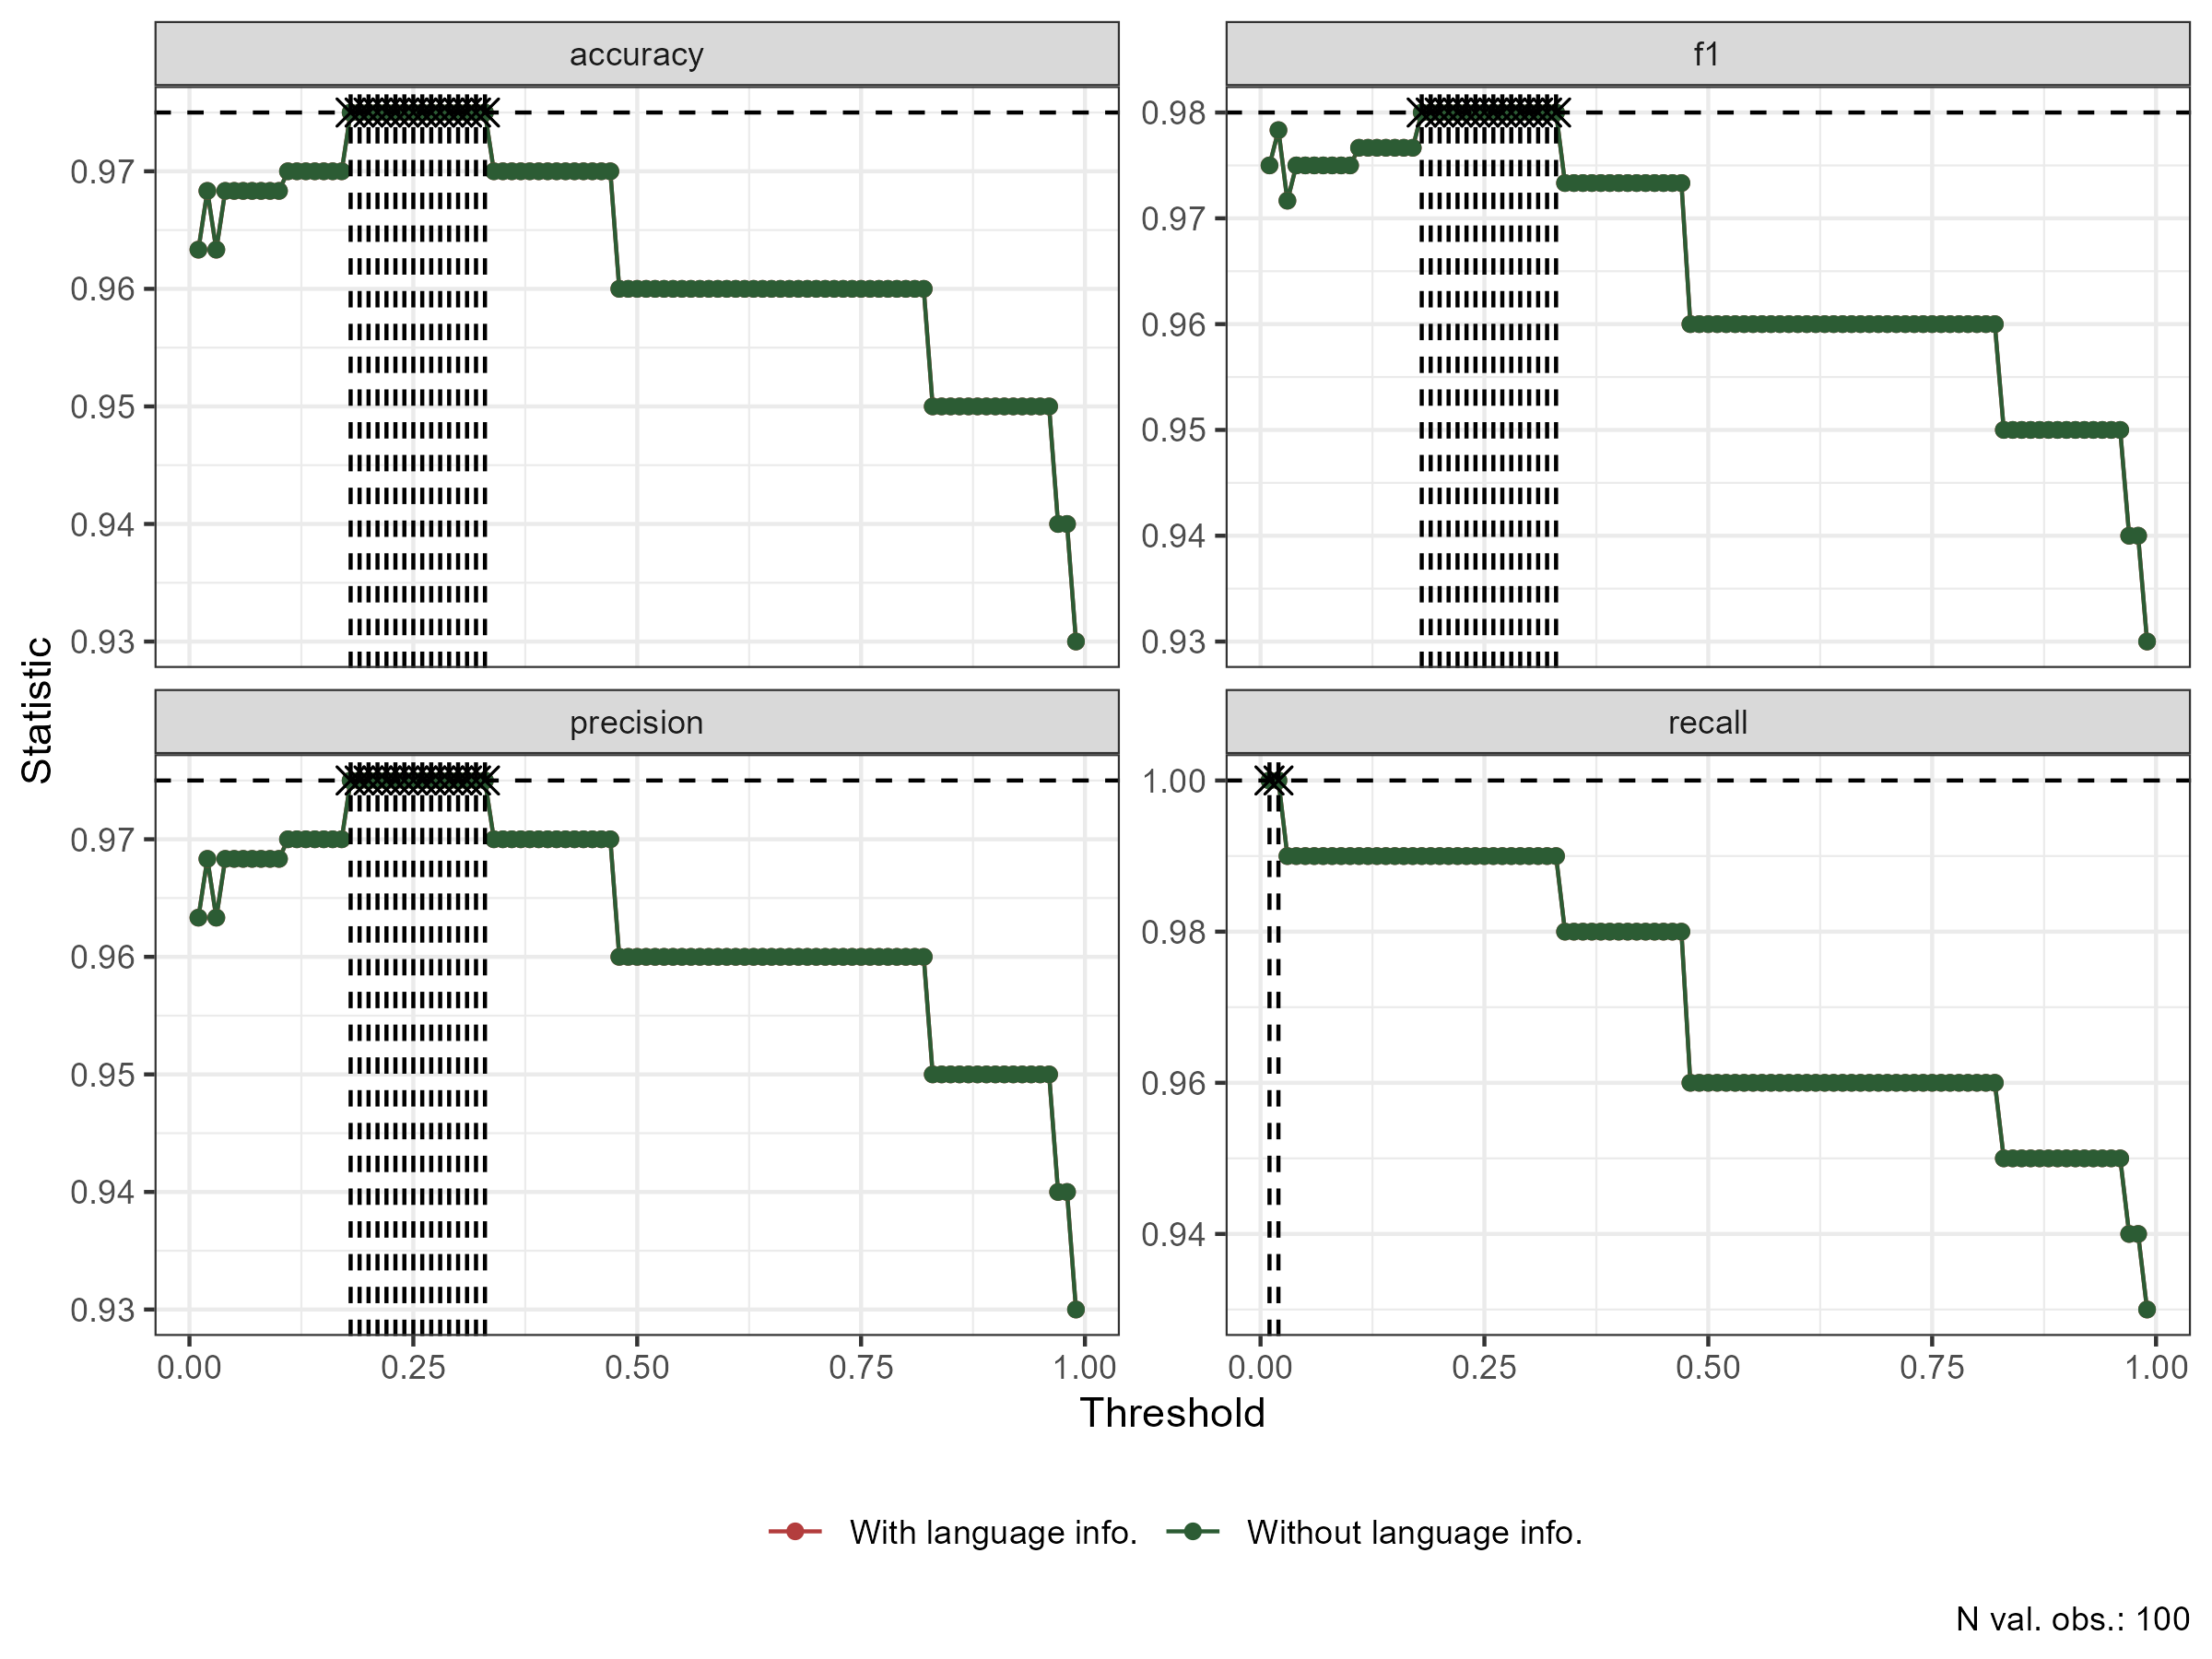 accuracy
f1
0.97
0.96
0.95
0.94
0.93
0.98
0.97
0.96
0.95
0.94
0.93
Statistic
precision
recall
0.97
0.96
0.95
0.94
0.93
1.00
0.98
0.96
0.94
0.00 0.25 0.50 0.75 1.00
0.00 0.25 0.50 0.75 1.00
Threshold
With language info. Without language info.
N val. obs.: 100